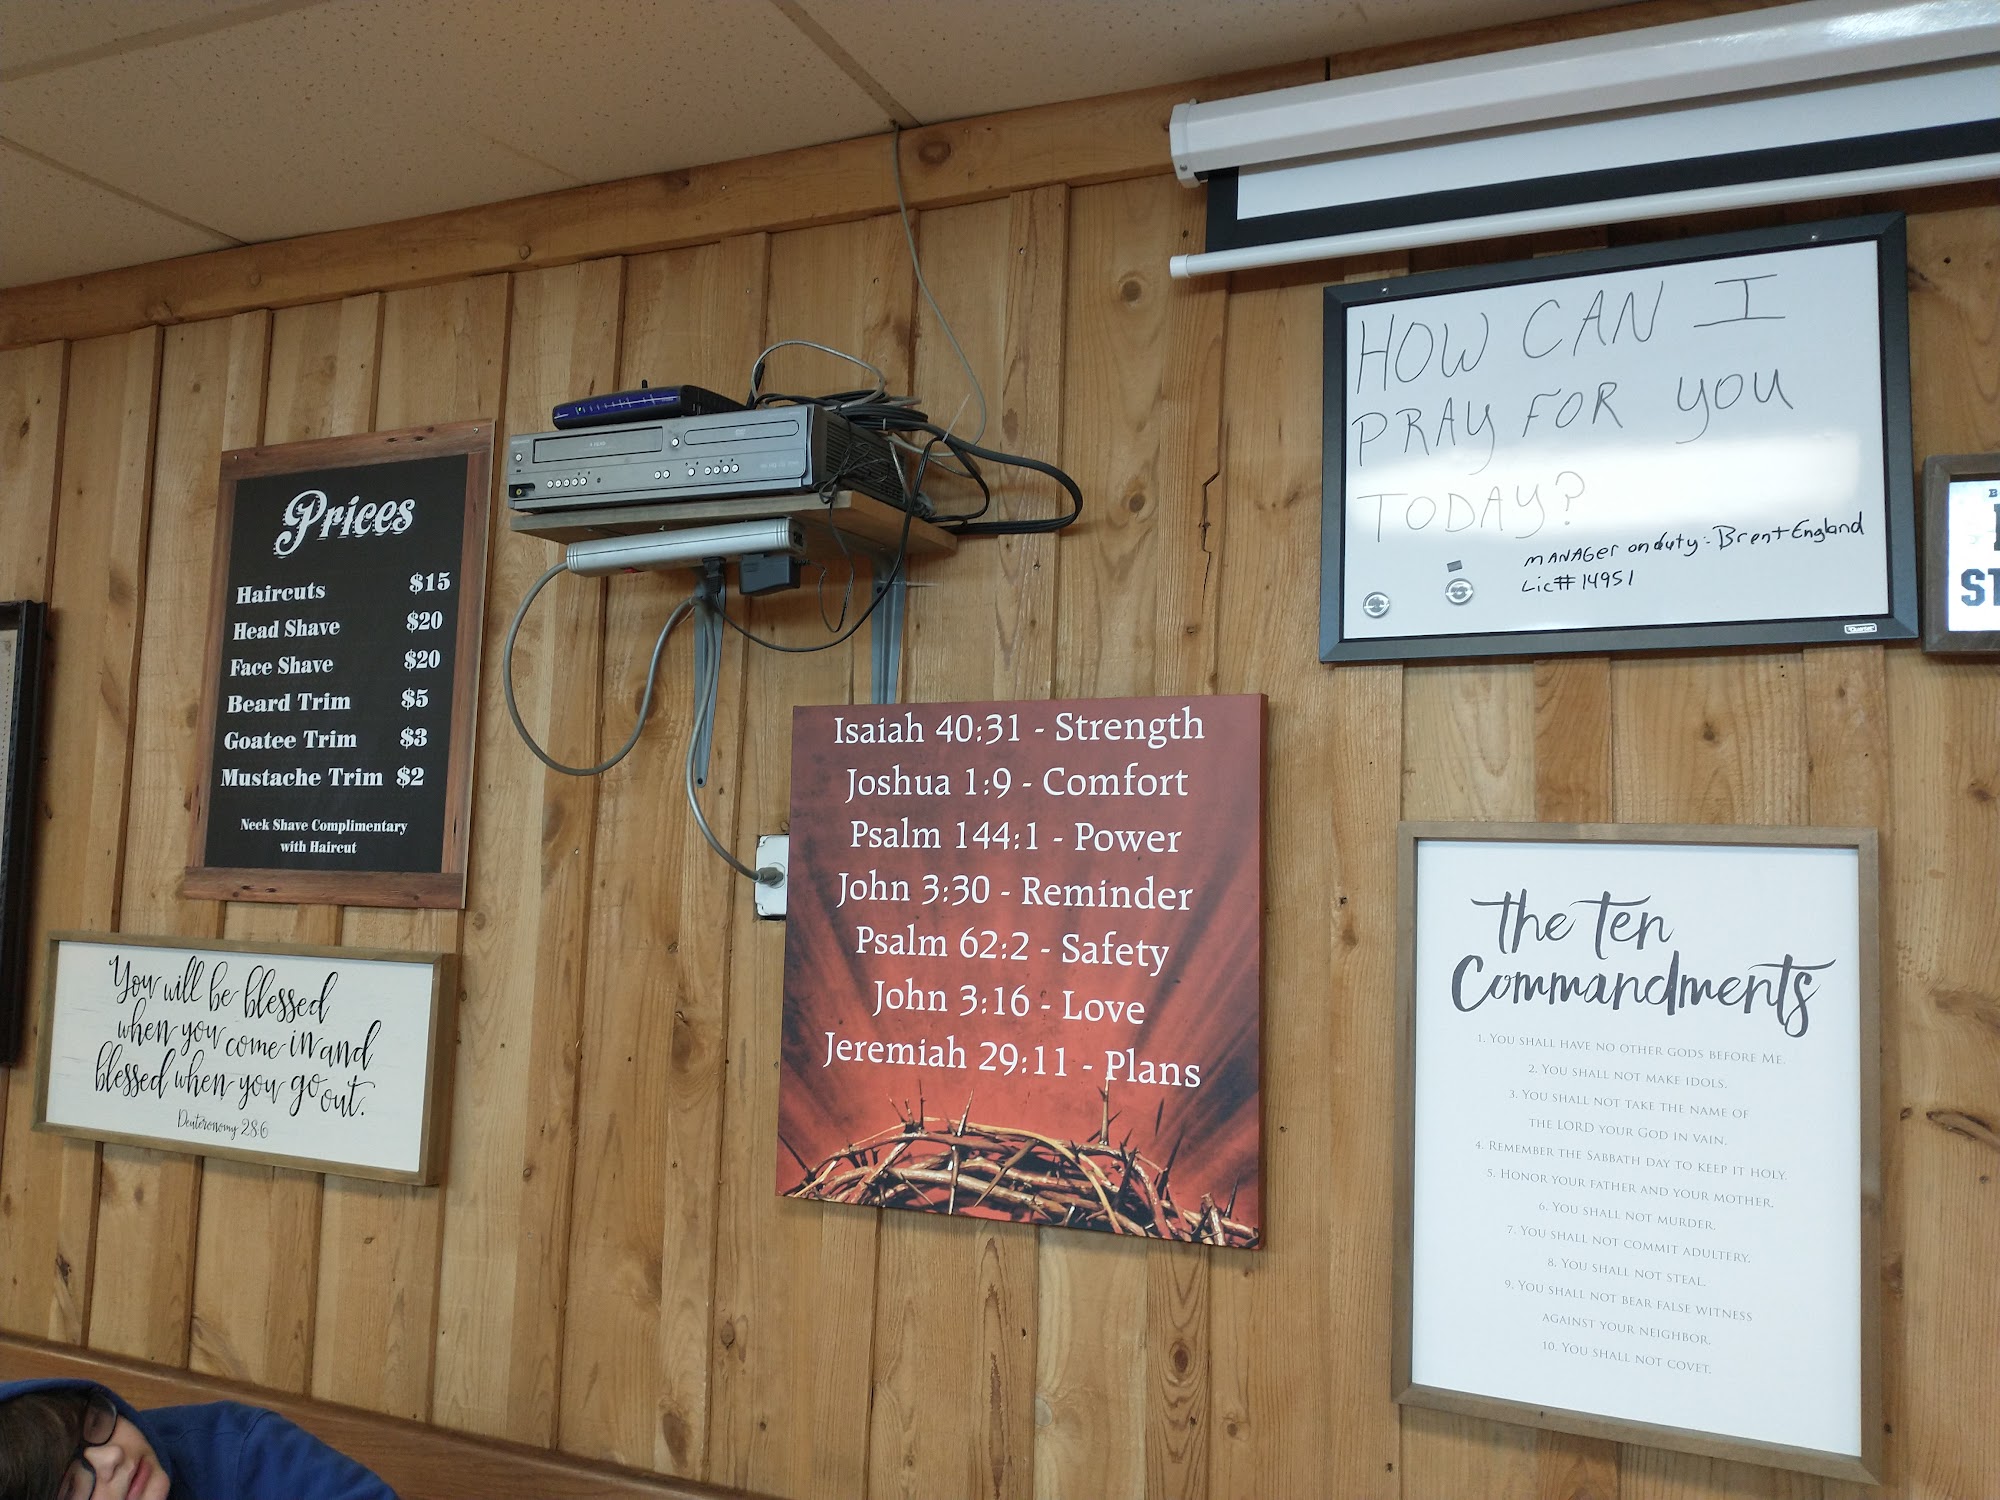 Prices
Haircuts $15
Head Shave $20
Face Shave $20
Beard Trim $5
Goatee Trim $3
Mustache Trim $2
Neck Shave Complimentary
with Haircut
You will be blessed
when you come in and
blessed when you go out.
Deuteronomy 28:6
Isaiah 40:31 - Strength
Joshua 1:9 - Comfort
Psalm 144:1 - Power
John 3:30 - Reminder
Psalm 62:2 - Safety
John 3:16 - Love
Jeremiah 29:11 - Plans
HOW CAN I
PRAY FOR YOU
TODAY?
MANAGER on duty: Brent England
Lic# 14951
Quartet
the Ten
Commandments
1. You shall have no other gods before Me.
2. You shall not make idols.
3. You shall not take the name of
the LORD your God in vain.
4. Remember the Sabbath day to keep it holy.
5. Honor your father and your mother.
6. You shall not murder.
7. You shall not commit adultery.
8. You shall not steal.
9. You shall not bear false witness
against your neighbor.
10. You shall not covet.